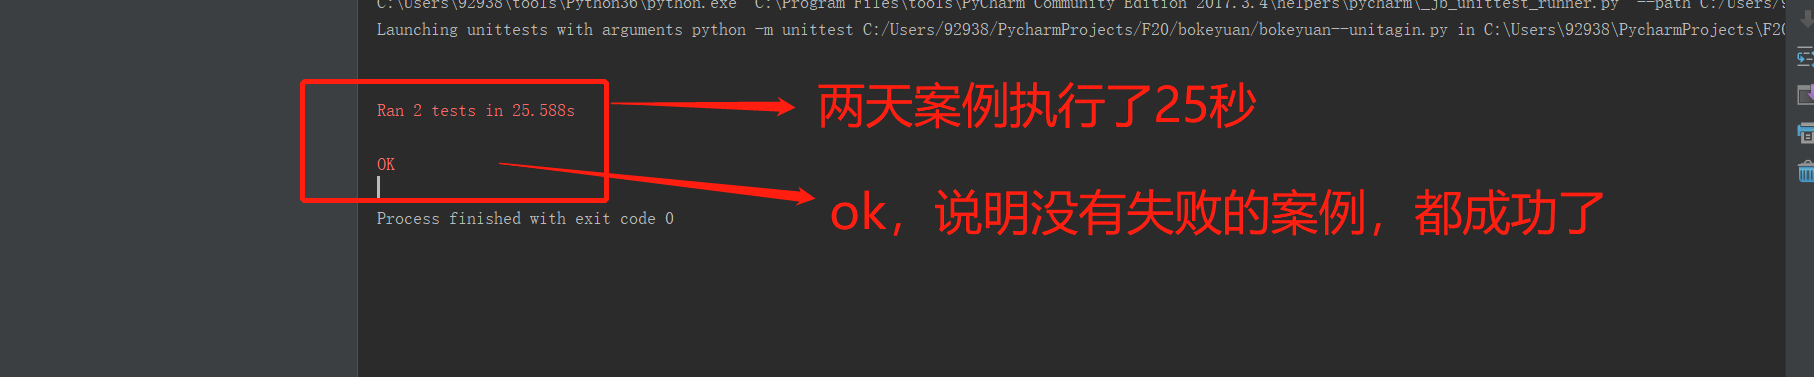 C:\Users\92938\tools\Python36\python.exe "C:\Program Files\tools\PyCharm Community Edition 2017.3.4\helpers\pycharm\_jb_unittest_runner.py" --path C:/Users/9
Launching unittests with arguments python -m unittest C:/Users/92938/PycharmProjects/F20/bokeyuan/bokeyuan--unitagin.py in C:\Users\92938\PycharmProjects\F20
Ran 2 tests in 25.588s
两天案例执行了25秒
OK
ok，说明没有失败的案例，都成功了
Process finished with exit code 0